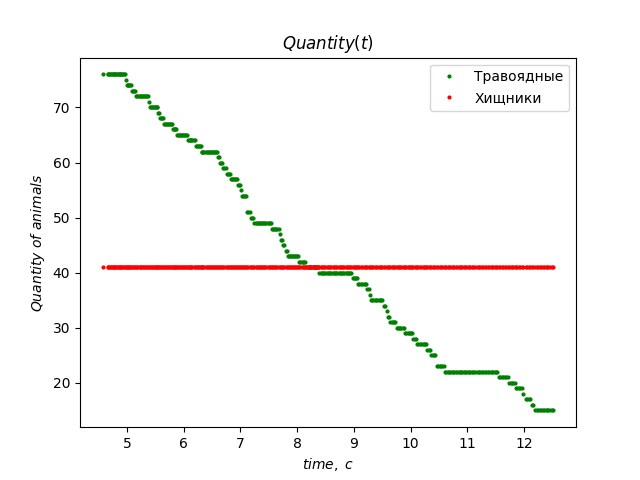 Quantity(t)
Травоядные
Хищники
Quantity of animals
70
60
50
40
30
20
5 6 7 8 9 10 11 12
time, c